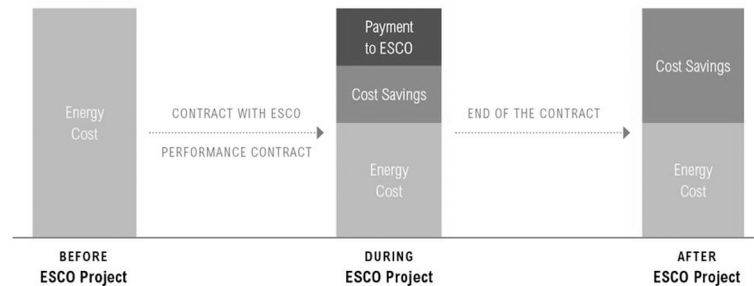 Energy
Cost
CONTRACT WITH ESCO
PERFORMANCE CONTRACT
Payment
to ESCO
Cost Savings
Energy
Cost
END OF THE CONTRACT
Cost Savings
Energy
Cost
BEFORE
ESCO Project
DURING
ESCO Project
AFTER
ESCO Project